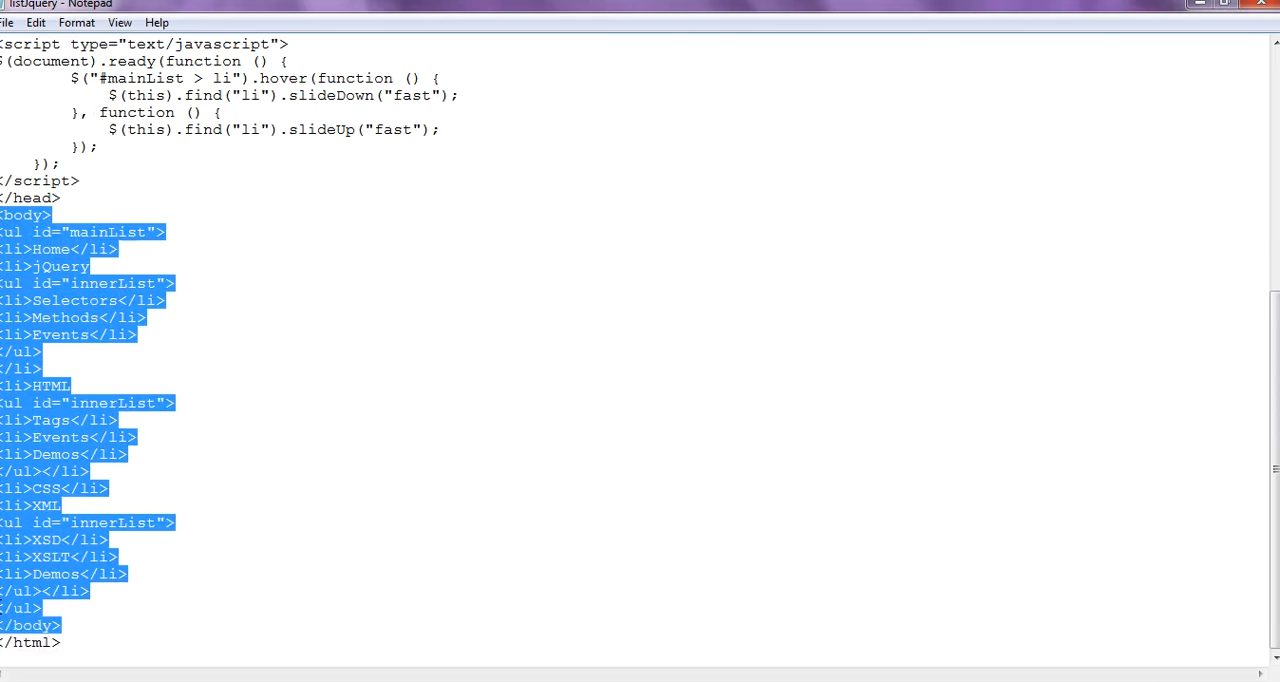 listJquery - Notepad
File Edit Format View Help
<script type="text/javascript">
$(document).ready(function () {
$("#mainList > li").hover(function () {
$(this).find("li").slideDown("fast");
}, function () {
$(this).find("li").slideUp("fast");
});
});
</script>
</head>
<body>
<ul id="mainList">
<li>Home</li>
<li>jQuery
<ul id="innerList">
<li>Selectors</li>
<li>Methods</li>
<li>Events</li>
</ul>
</li>
<li>HTML
<ul id="innerList">
<li>Tags</li>
<li>Events</li>
<li>Demos</li>
</ul></li>
<li>CSS</li>
<li>XML
<ul id="innerList">
<li>XSD</li>
<li>XSLT</li>
<li>Demos</li>
</ul></li>
</ul>
</body>
</html>